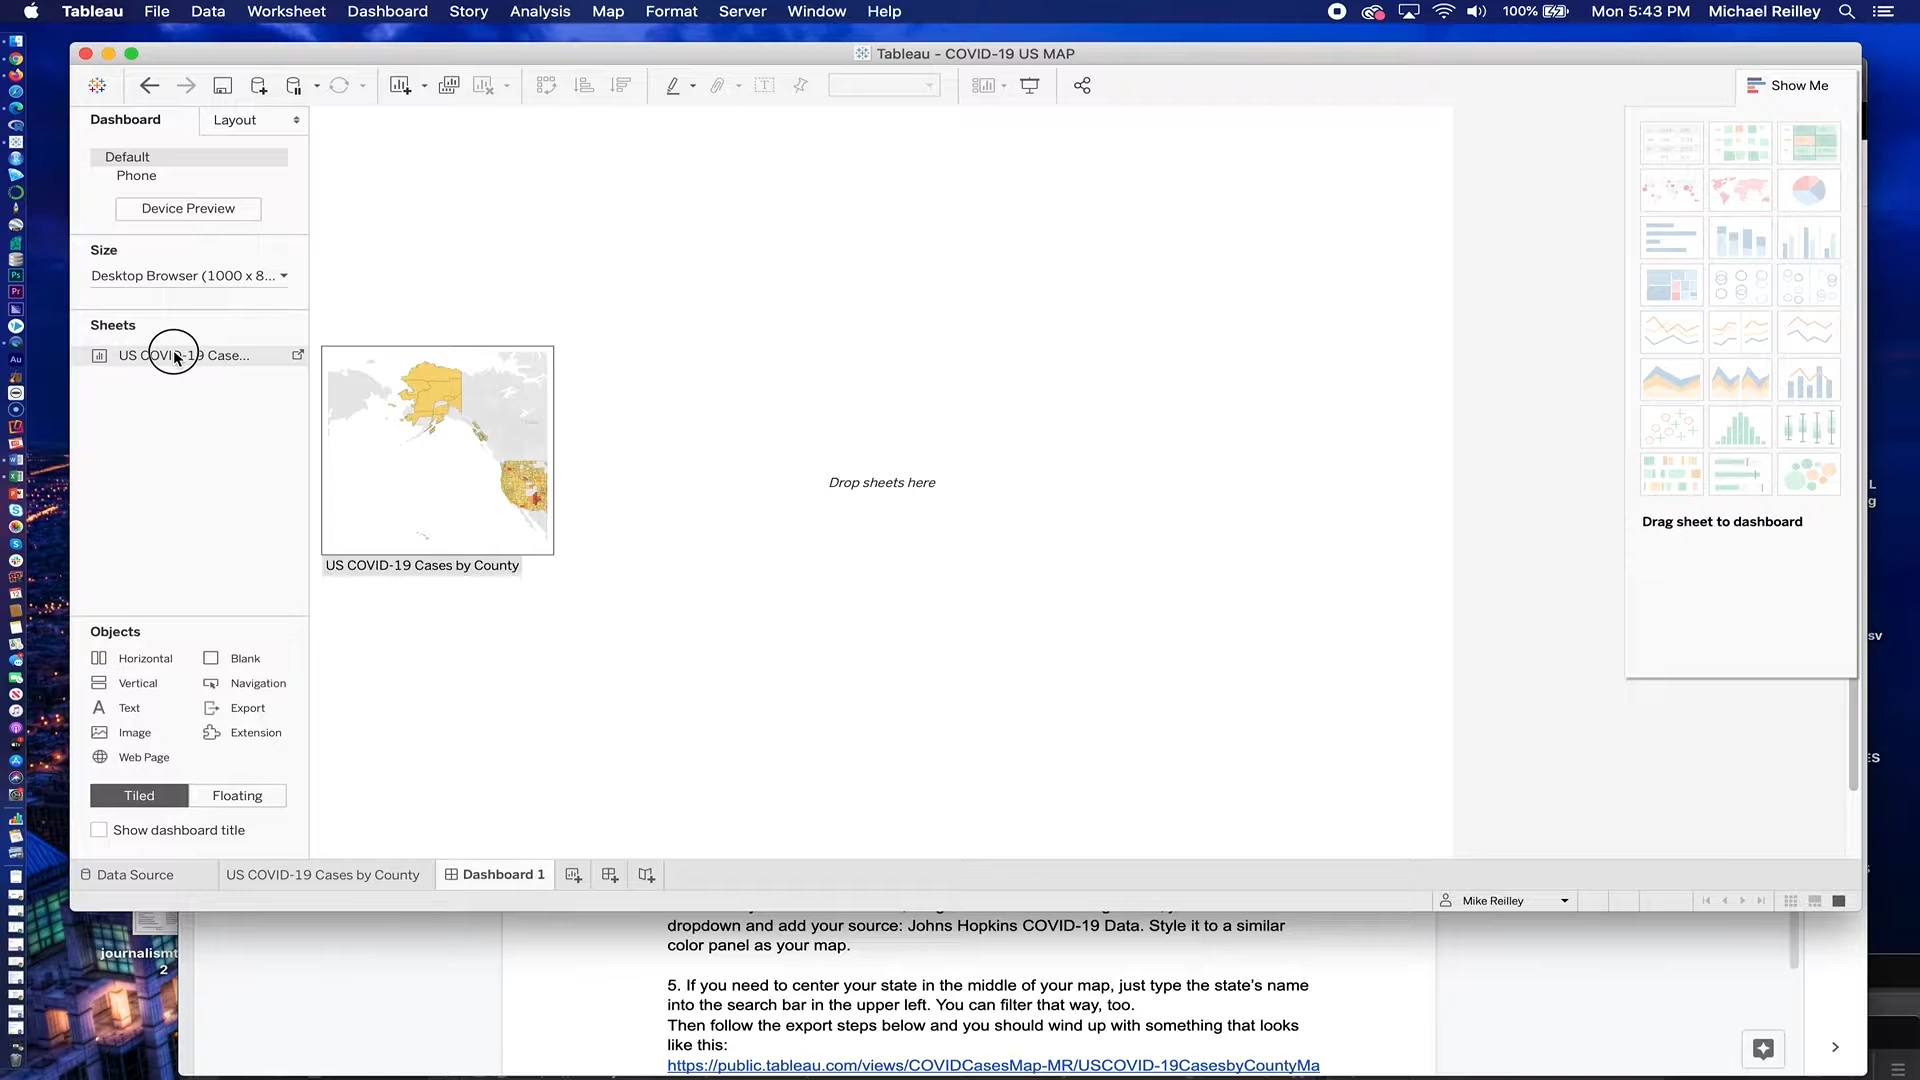 Tableau File Data Worksheet Dashboard Story Analysis Map Format Server Window Help 100% Mon 5:43 PM Michael Reilley
Tableau - COVID-19 US MAP
Show Me
Dashboard Layout
Default
Phone
Device Preview
Size
Desktop Browser (1000 x 8...
Sheets
US COVID-19 Case...
US COVID-19 Cases by County
Drop sheets here
Drag sheet to dashboard
Objects
Horizontal Blank
Vertical Navigation
Text Export
Image Extension
Web Page
Tiled Floating
Show dashboard title
Data Source US COVID-19 Cases by County Dashboard 1
Mike Reilley
dropdown and add your source: Johns Hopkins COVID-19 Data. Style it to a similar
color panel as your map.
5. If you need to center your state in the middle of your map, just type the state's name
into the search bar in the upper left. You can filter that way, too.
Then follow the export steps below and you should wind up with something that looks
like this:
https://public.tableau.com/views/COVIDCasesMap-MR/USCOVID-19CasesbyCountyMa
journalismt
2
L
g
sv
ES
Ps
Pr
Au